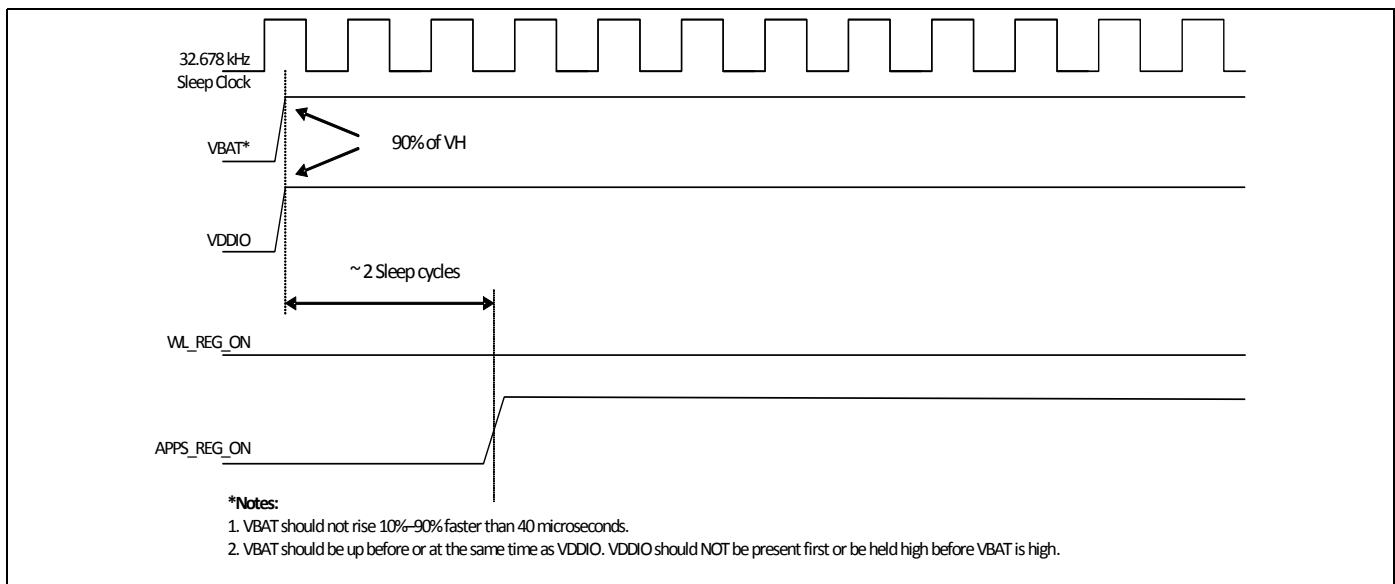 32.678 kHz
Sleep Clock
VBAT*
90% of VH
VDDIO
~ 2 Sleep cycles
WL_REG_ON
APPS_REG_ON
*Notes:
1. VBAT should not rise 10%–90% faster than 40 microseconds.
2. VBAT should be up before or at the same time as VDDIO. VDDIO should NOT be present first or be held high before VBAT is high.